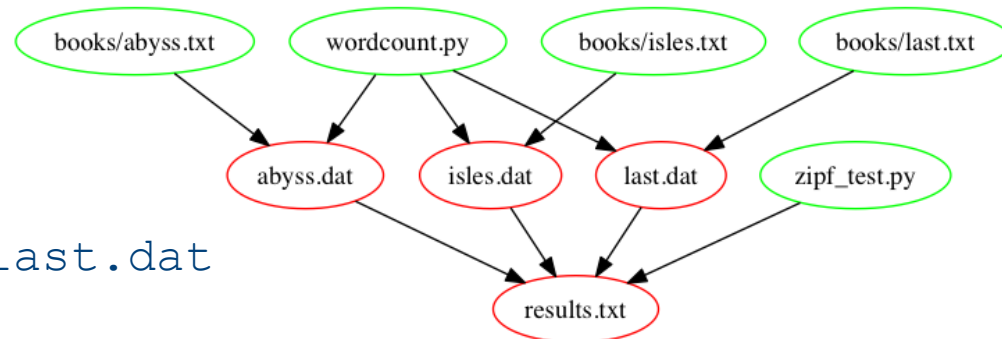 books/abyss.txt wordcount.py books/isles.txt books/last.txt
abyss.dat isles.dat last.dat zipf_test.py
last.dat
results.txt